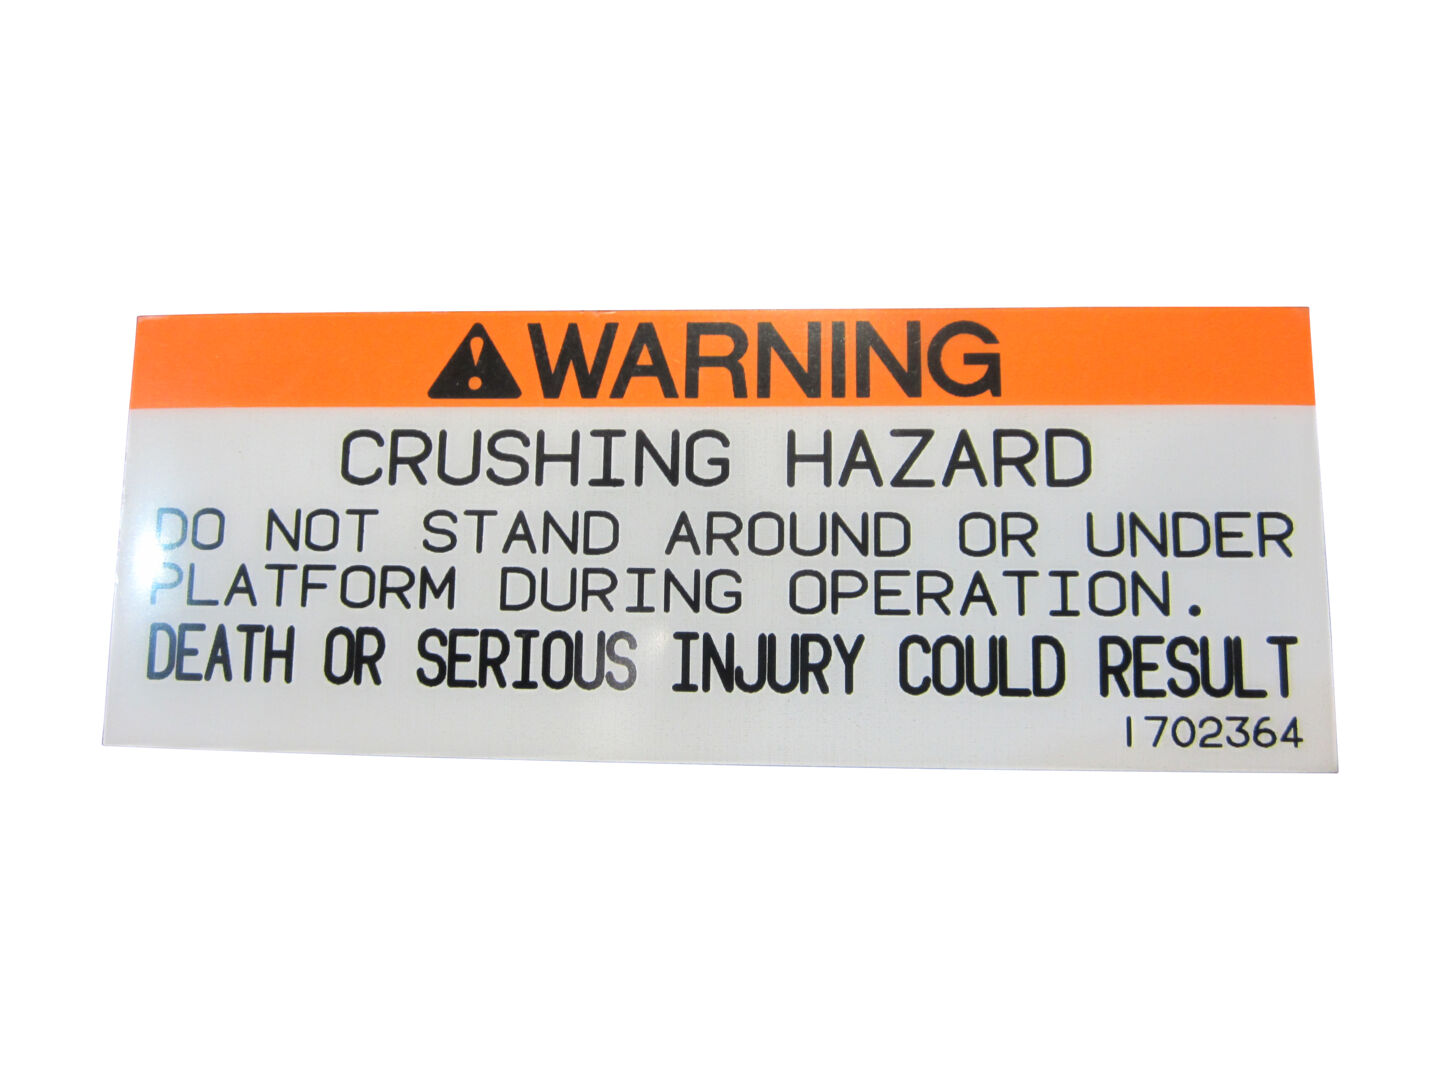 WARNING
CRUSHING HAZARD
DO NOT STAND AROUND OR UNDER
PLATFORM DURING OPERATION.
DEATH OR SERIOUS INJURY COULD RESULT
1702364